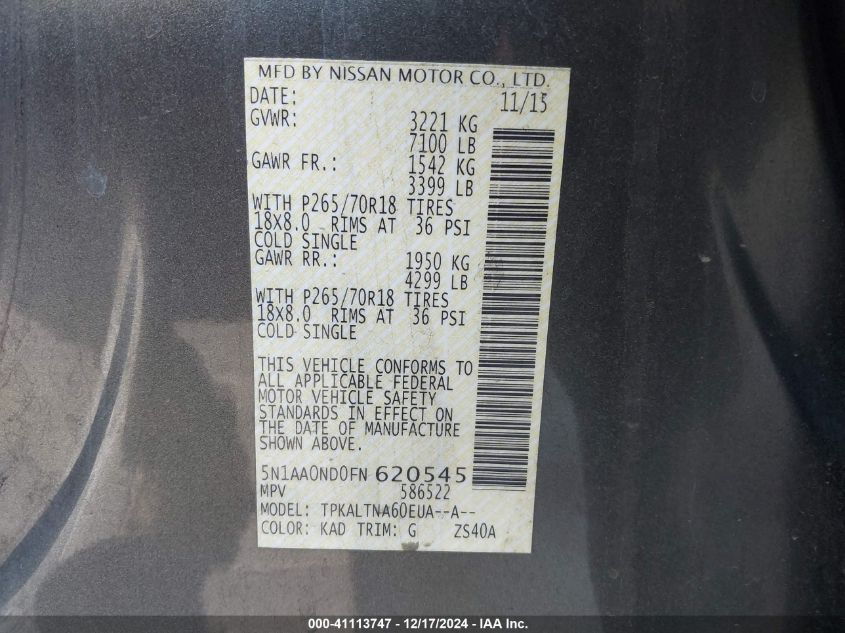 MFD BY NISSAN MOTOR CO., LTD.
DATE: 11/15
GVWR: 3221 KG
7100 LB
GAWR FR.: 1542 KG
3399 LB
WITH P265/70R18 TIRES
18X8.0 RIMS AT 36 PSI
COLD SINGLE
GAWR RR.: 1950 KG
4299 LB
WITH P265/70R18 TIRES
18X8.0 RIMS AT 36 PSI
COLD SINGLE
THIS VEHICLE CONFORMS TO
ALL APPLICABLE FEDERAL
MOTOR VEHICLE SAFETY
STANDARDS IN EFFECT ON
THE DATE OF MANUFACTURE
SHOWN ABOVE.
5N1AA0ND0FN 620545
MPV 586522
MODEL: TPKALTNA60EUA--A--
COLOR: KAD TRIM: G ZS40A
000-41113747 - 12/17/2024 - IAA Inc.